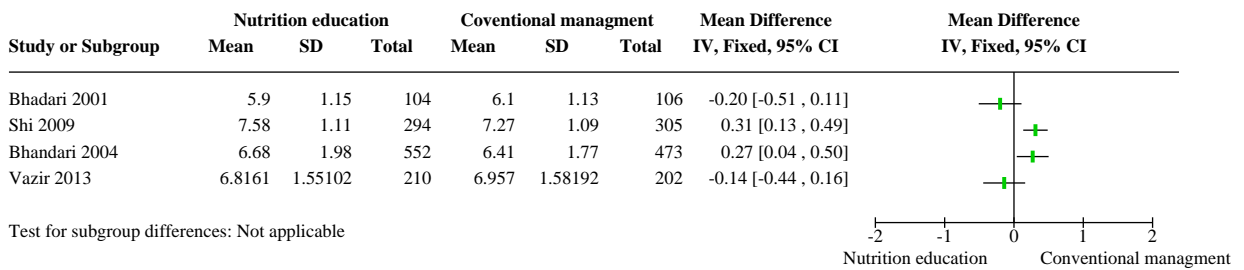 Nutrition education Coventional managment Mean Difference Mean Difference
Study or Subgroup Mean SD Total Mean SD Total IV, Fixed, 95% CI IV, Fixed, 95% CI
Bhadari 2001 5.9 1.15 104 6.1 1.13 106 -0.20 [-0.51 , 0.11]
Shi 2009 7.58 1.11 294 7.27 1.09 305 0.31 [0.13 , 0.49]
Bhandari 2004 6.68 1.98 552 6.41 1.77 473 0.27 [0.04 , 0.50]
Vazir 2013 6.8161 1.55102 210 6.957 1.58192 202 -0.14 [-0.44 , 0.16]
Test for subgroup differences: Not applicable
-2 -1 0 1 2
Nutrition education Conventional managment